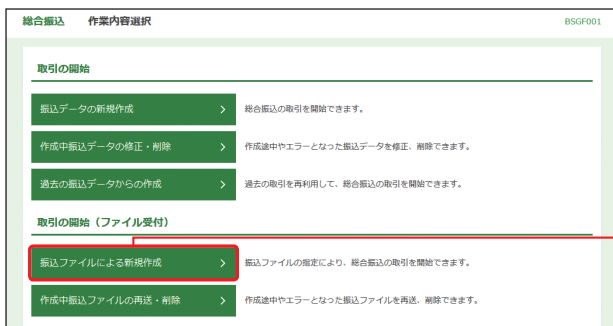 総合振込 作業内容選択 BSGF001
取引の開始
振込データの新規作成 総合振込の取引を開始できます。
作成中振込データの修正・削除 作成途中やエラーとなった振込データを修正、削除できます。
過去の振込データからの作成 過去の取引を再利用して、総合振込の取引を開始できます。
取引の開始（ファイル受付）
振込ファイルによる新規作成 振込ファイルの指定により、総合振込の取引を開始できます。
作成中振込ファイルの再送・削除 作成途中やエラーとなった振込ファイルを再送、削除できます。